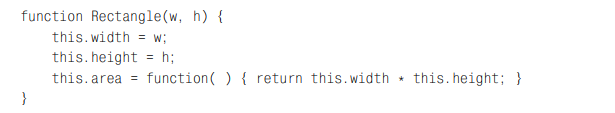 function Rectangle(w, h) {
    this.width = w;
    this.height = h;
    this.area = function( ) { return this.width * this.height; }
}